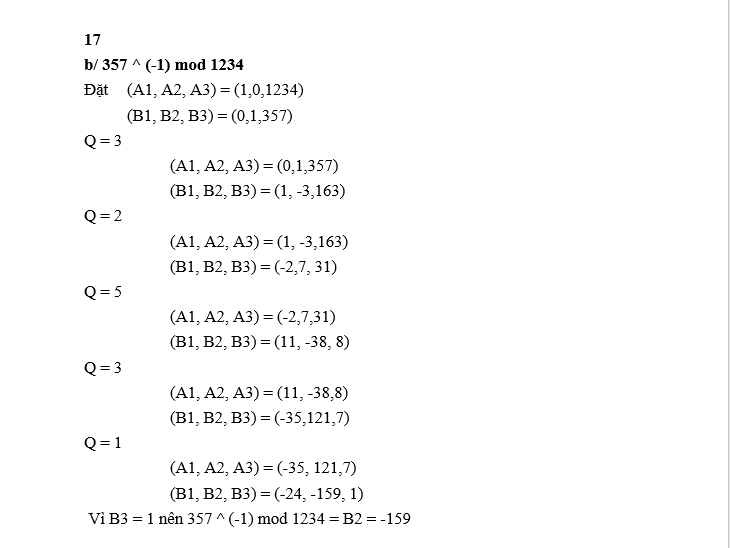 17
b/ 357 ^ (-1) mod 1234
Đặt (A1, A2, A3) = (1,0,1234)
(B1, B2, B3) = (0,1,357)
Q = 3
(A1, A2, A3) = (0,1,357)
(B1, B2, B3) = (1, -3,163)
Q = 2
(A1, A2, A3) = (1, -3,163)
(B1, B2, B3) = (-2,7, 31)
Q = 5
(A1, A2, A3) = (-2,7,31)
(B1, B2, B3) = (11, -38, 8)
Q = 3
(A1, A2, A3) = (11, -38,8)
(B1, B2, B3) = (-35,121,7)
Q = 1
(A1, A2, A3) = (-35, 121,7)
(B1, B2, B3) = (-24, -159, 1)
Vì B3 = 1 nên 357 ^ (-1) mod 1234 = B2 = -159